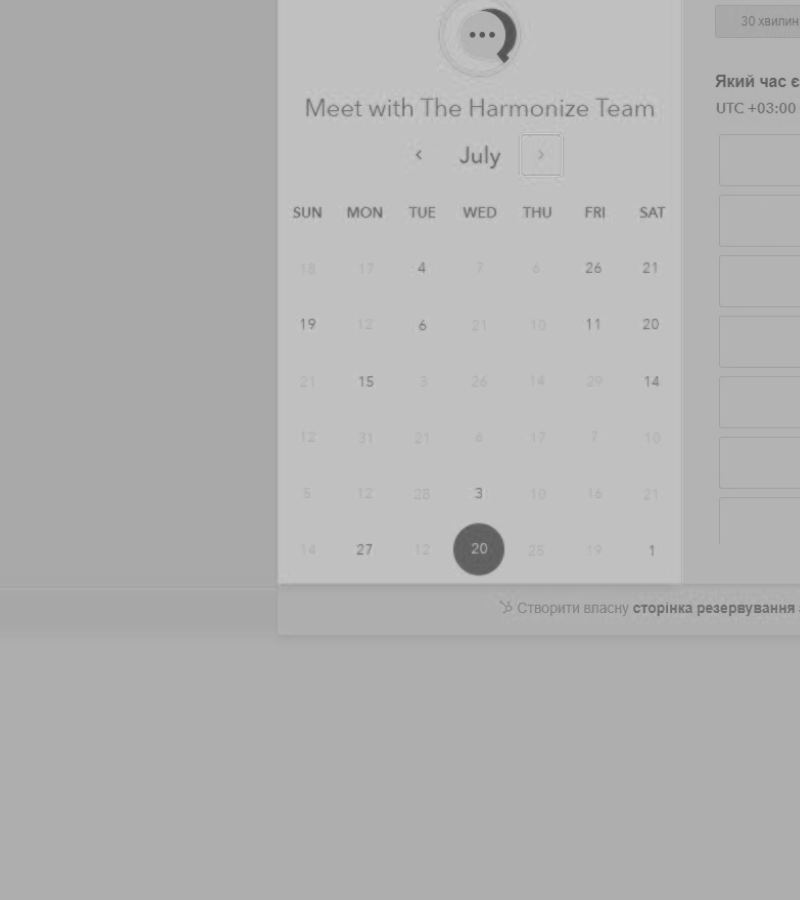 Meet with The Harmonize Team
July
SUN MON TUE WED THU FRI SAT
18 17 4 7 6 26 21
19 12 6 21 10 11 20
21 15 3 26 14 29 14
12 31 21 6 17 7 10
5 12 28 3 10 16 21
14 27 12 20 25 19 1
30 хвилин
Який час є
UTC +03:00
Створити власну сторінка резервування